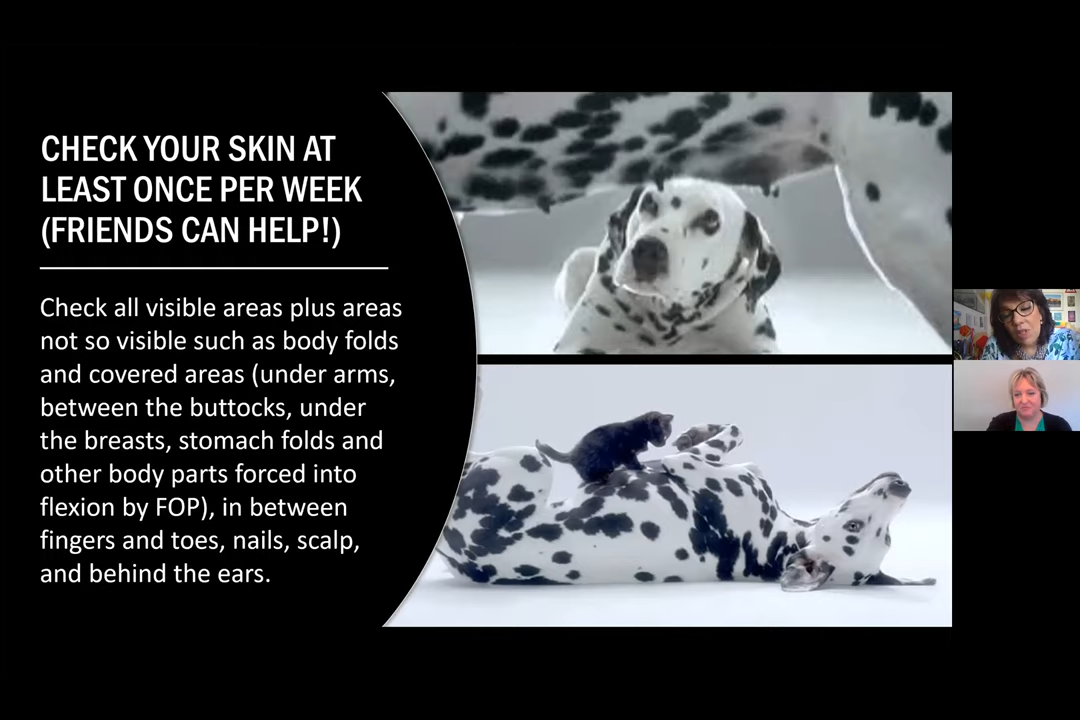 CHECK YOUR SKIN AT
LEAST ONCE PER WEEK
(FRIENDS CAN HELP!)
Check all visible areas plus areas
not so visible such as body folds
and covered areas (under arms,
between the buttocks, under
the breasts, stomach folds and
other body parts forced into
flexion by FOP), in between
fingers and toes, nails, scalp,
and behind the ears.